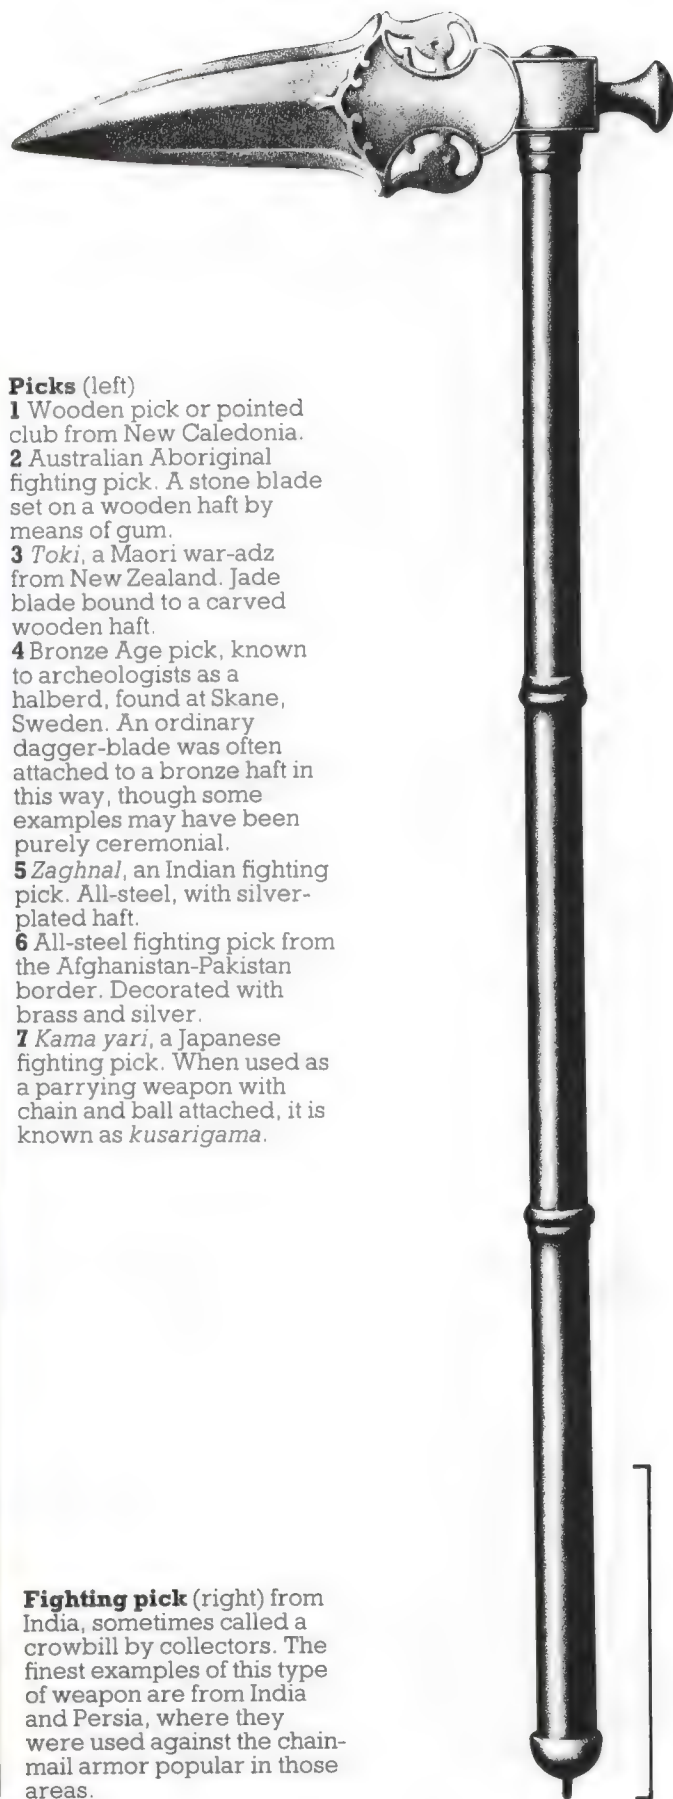 Picks (left)
1 Wooden pick or pointed
club from New Caledonia.
2 Australian Aboriginal
fighting pick. A stone blade
set on a wooden haft by
means of gum.
3 Toki, a Maori war-adz
from New Zealand. Jade
blade bound to a carved
wooden haft.
4 Bronze Age pick, known
to archeologists as a
halberd, found at Skane,
Sweden. An ordinary
dagger-blade was often
attached to a bronze haft in
this way, though some
examples may have been
purely ceremonial.
5 Zaghnal, an Indian fighting
pick. All-steel, with silver-
plated haft.
6 All-steel fighting pick from
the Afghanistan-Pakistan
border. Decorated with
brass and silver.
7 Kama yari, a Japanese
fighting pick. When used as
a parrying weapon with
chain and ball attached, it is
known as kusarigama.
Fighting pick (right) from
India, sometimes called a
crowbill by collectors. The
finest examples of this type
of weapon are from India
and Persia, where they
were used against the chain-
mail armor popular in those
areas.